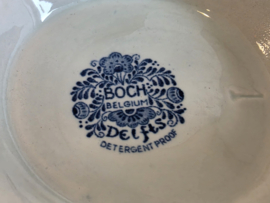 BOCH
BELGIUM
Delfts
DETERGENT PROOF